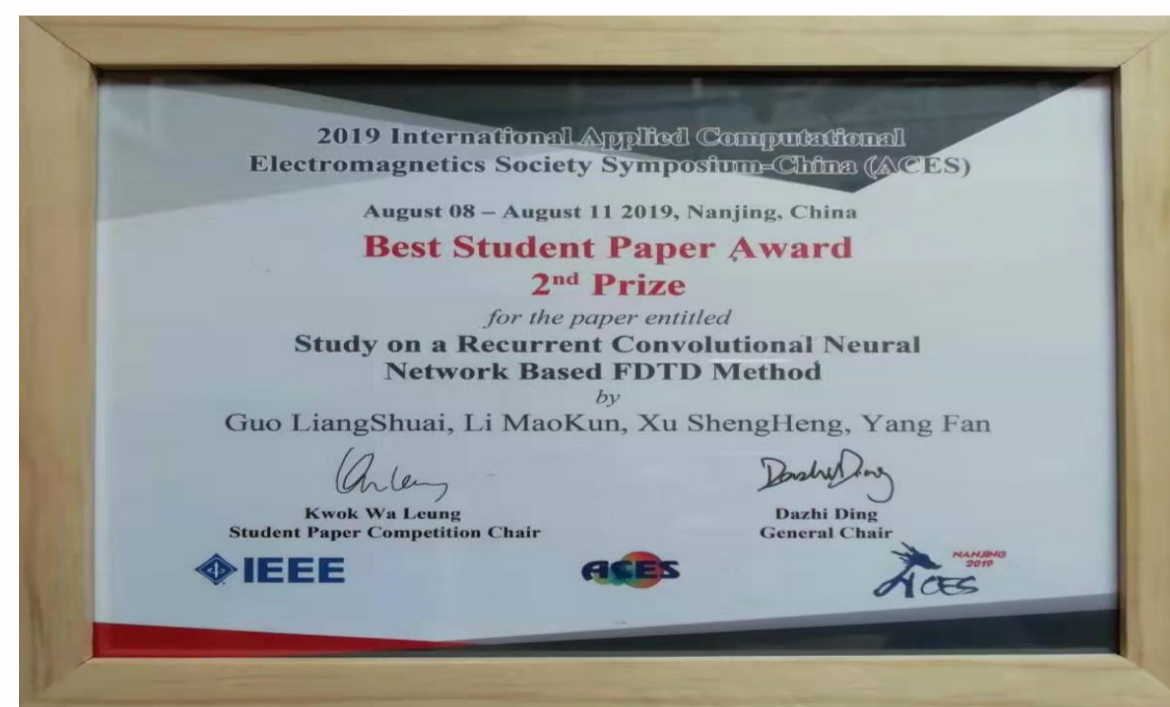 2019 International Applied Computational
Electromagnetics Society Symposium-China (ACES)
August 08 – August 11 2019, Nanjing, China
Best Student Paper Award
2nd Prize
for the paper entitled
Study on a Recurrent Convolutional Neural
Network Based FDTD Method
by
Guo LiangShuai, Li MaoKun, Xu ShengHeng, Yang Fan
Kwok Wa Leung
Student Paper Competition Chair
Dazhi Ding
Dazhi Ding
General Chair
IEEE
ACES
NANJING
2019
ACES